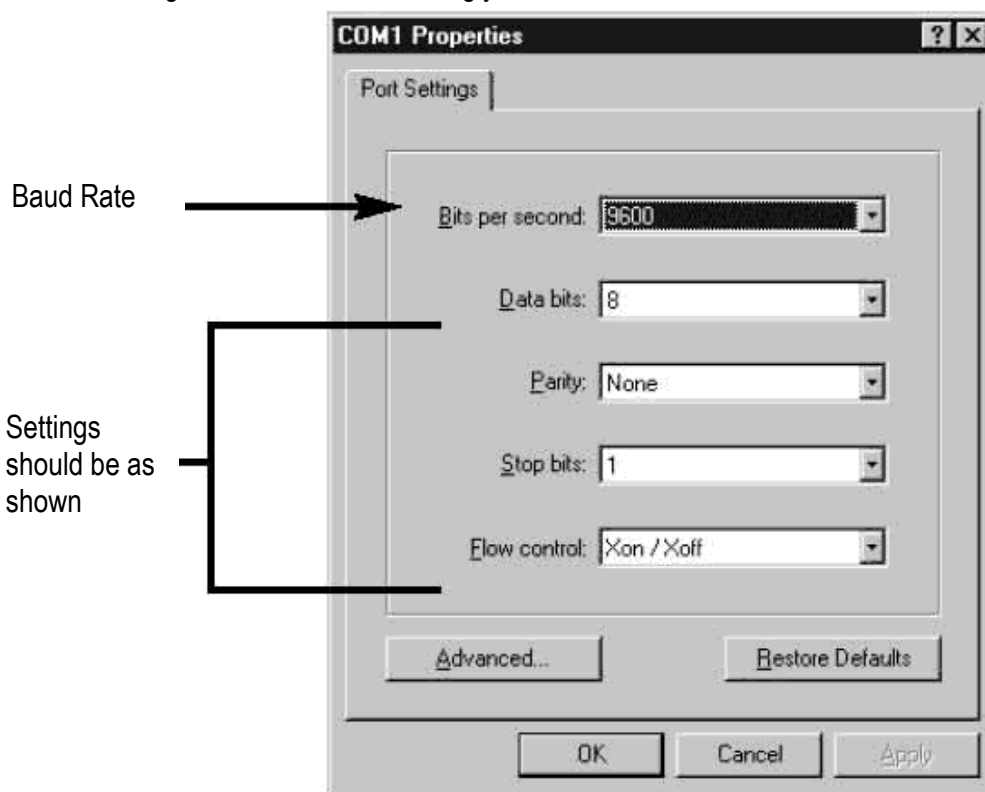 COM1 Properties
Port Settings
Baud Rate
Bits per second: 9600
Data bits: 8
Parity: None
Settings
should be as
shown
Stop bits: 1
Flow control: Xon / Xoff
Advanced...
Restore Defaults
OK
Cancel
Apply